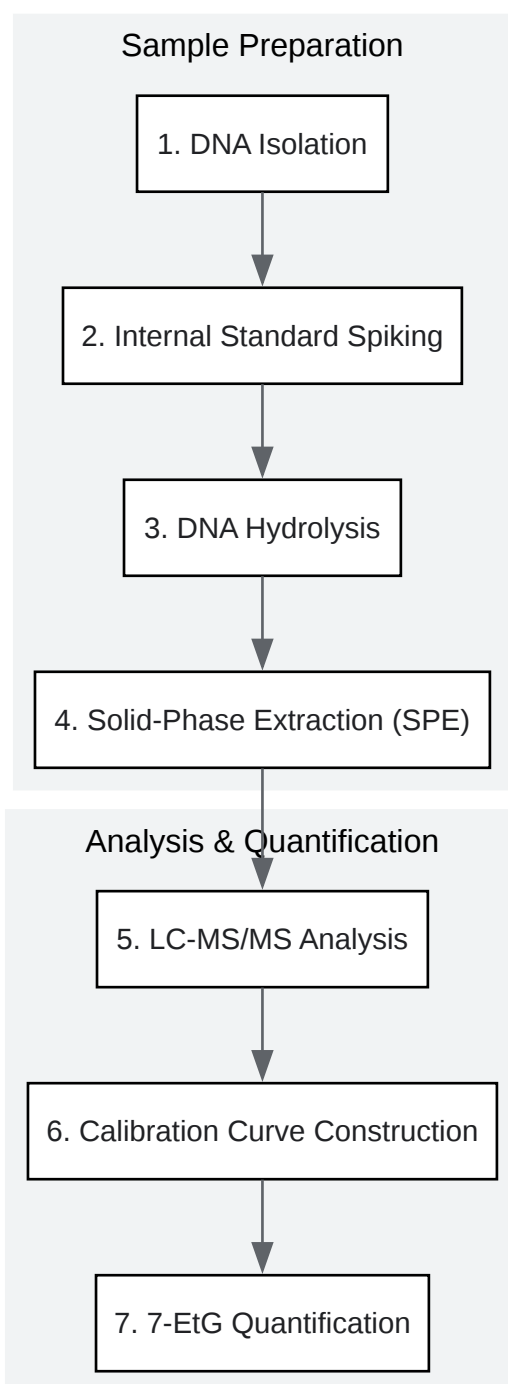 Sample Preparation
1. DNA Isolation
2. Internal Standard Spiking
3. DNA Hydrolysis
4. Solid-Phase Extraction (SPE)
Analysis & Quantification
5. LC-MS/MS Analysis
6. Calibration Curve Construction
7. 7-EtG Quantification